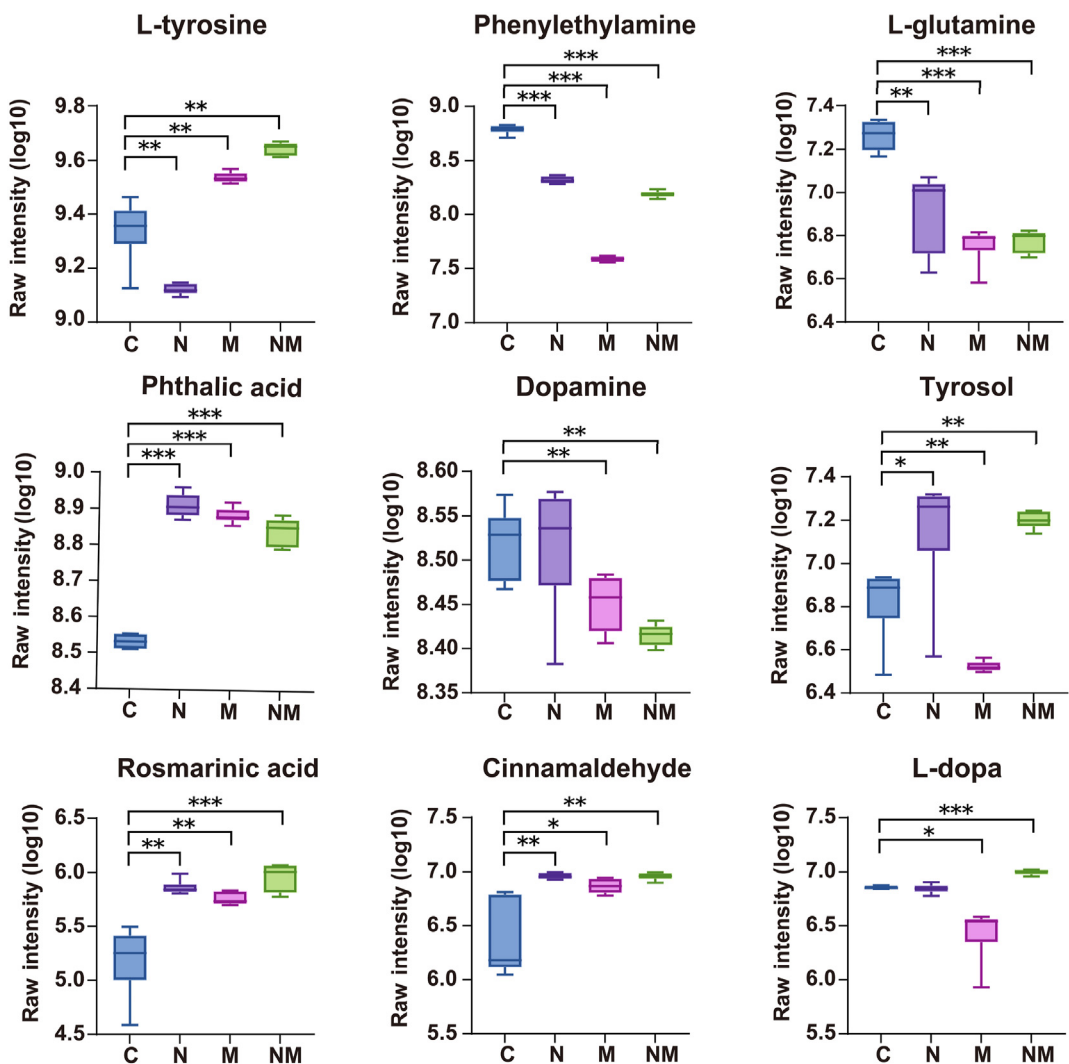 L-tyrosine
Raw intensity (log10)
9.8
9.6
9.4
9.2
9.0
**
**
**
C N M NM
Phenylethylamine
Raw intensity (log10)
9.0
8.5
8.0
7.5
7.0
***
***
***
C N M NM
L-glutamine
Raw intensity (log10)
7.4
7.2
7.0
6.8
6.6
6.4
***
***
**
C N M NM
Phthalic acid
Raw intensity (log10)
9.0
8.9
8.8
8.7
8.6
8.5
8.4
***
***
***
C N M NM
Dopamine
Raw intensity (log10)
8.60
8.55
8.50
8.45
8.40
8.35
**
**
C N M NM
Tyrosol
Raw intensity (log10)
7.4
7.2
7.0
6.8
6.6
6.4
**
**
*
C N M NM
Rosmarinic acid
Raw intensity (log10)
6.5
6.0
5.5
5.0
4.5
***
**
**
C N M NM
Cinnamaldehyde
Raw intensity (log10)
7.5
7.0
6.5
6.0
5.5
**
*
**
C N M NM
L-dopa
Raw intensity (log10)
7.5
7.0
6.5
6.0
5.5
***
*
C N M NM